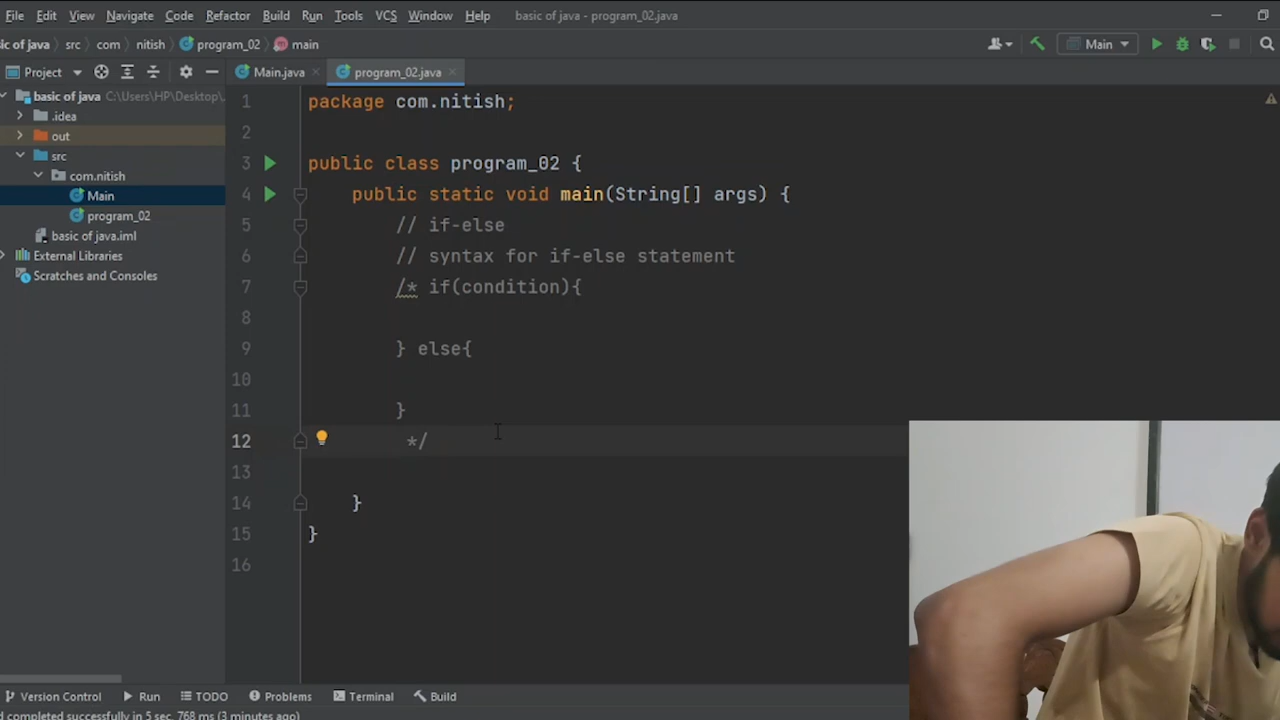 File Edit View Navigate Code Refactor Build Run Tools VCS Window Help basic of java - program_02.java
ic of java src com nitish program_02 main Main
Project Main.java program_02.java
basic of java C:\Users\HP\Desktop\
.idea
out
src
com.nitish
Main
program_02
basic of java.iml
External Libraries
Scratches and Consoles
1 package com.nitish;
2
3 public class program_02 {
4 public static void main(String[] args) {
5 // if-else
6 // syntax for if-else statement
7 /* if(condition){
8
9 } else{
10
11 }
12 */
13
14 }
15 }
16
Version Control Run TODO Problems Terminal Build
d completed successfully in 5 sec, 768 ms (3 minutes ago)